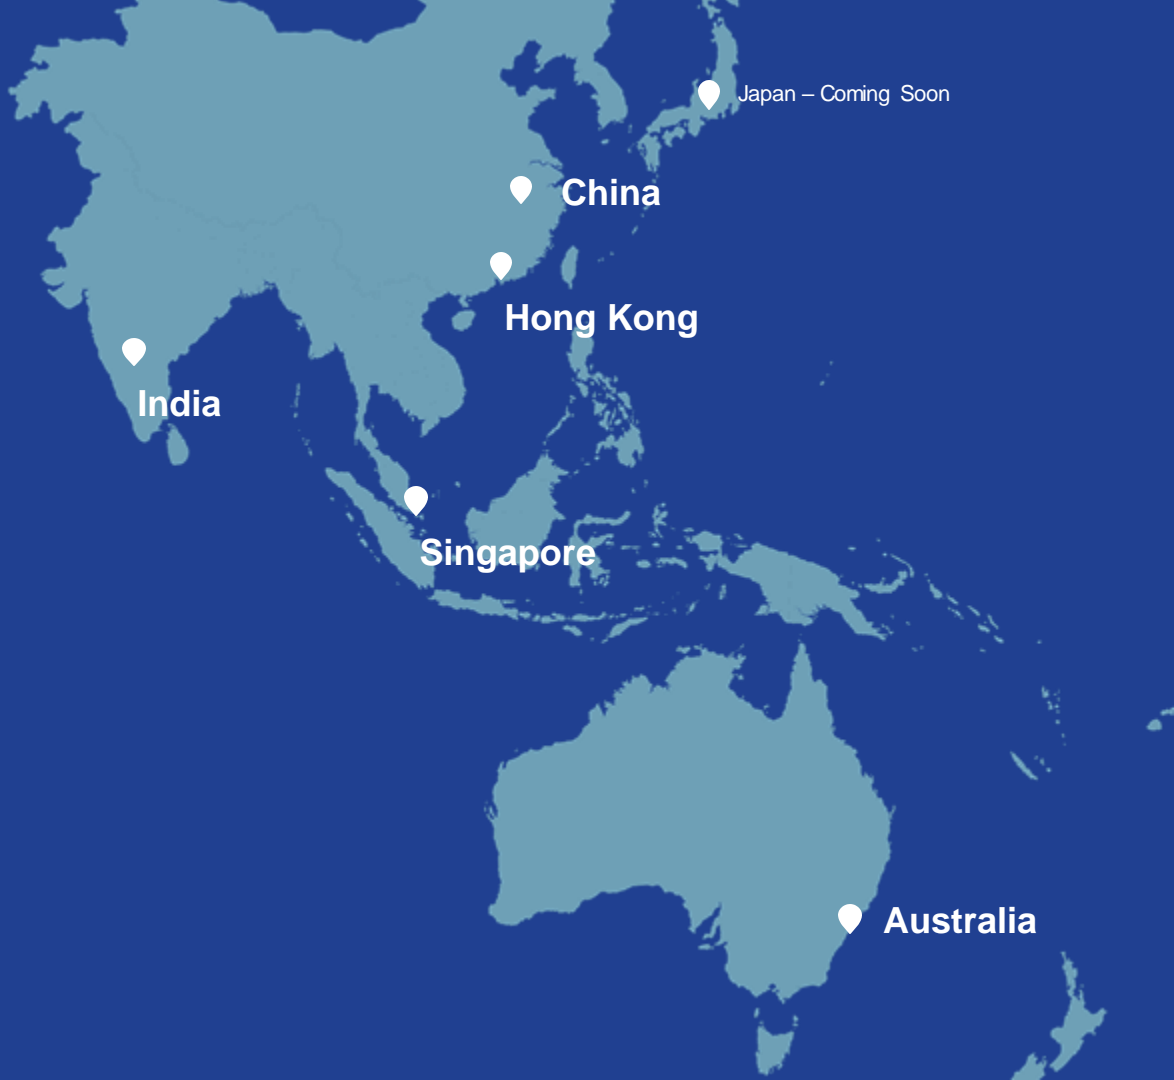 Japan – Coming Soon
China
Hong Kong
India
Singapore
Australia